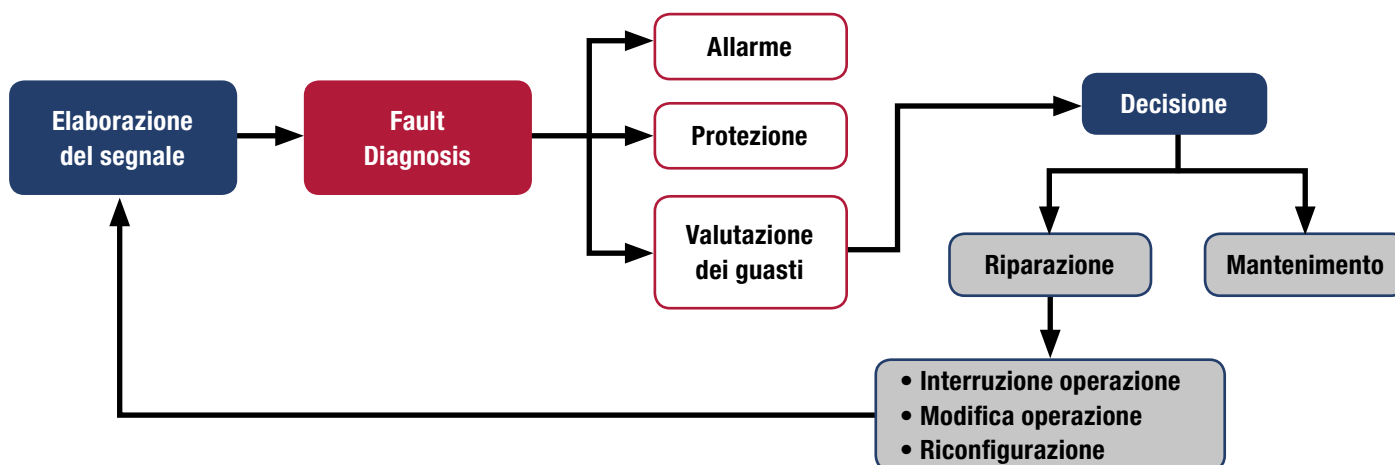 Elaborazione
del segnale
Fault
Diagnosis
Allarme
Protezione
Valutazione
dei guasti
Decisione
Riparazione
Mantenimento
• Interruzione operazione
• Modifica operazione
• Riconfigurazione